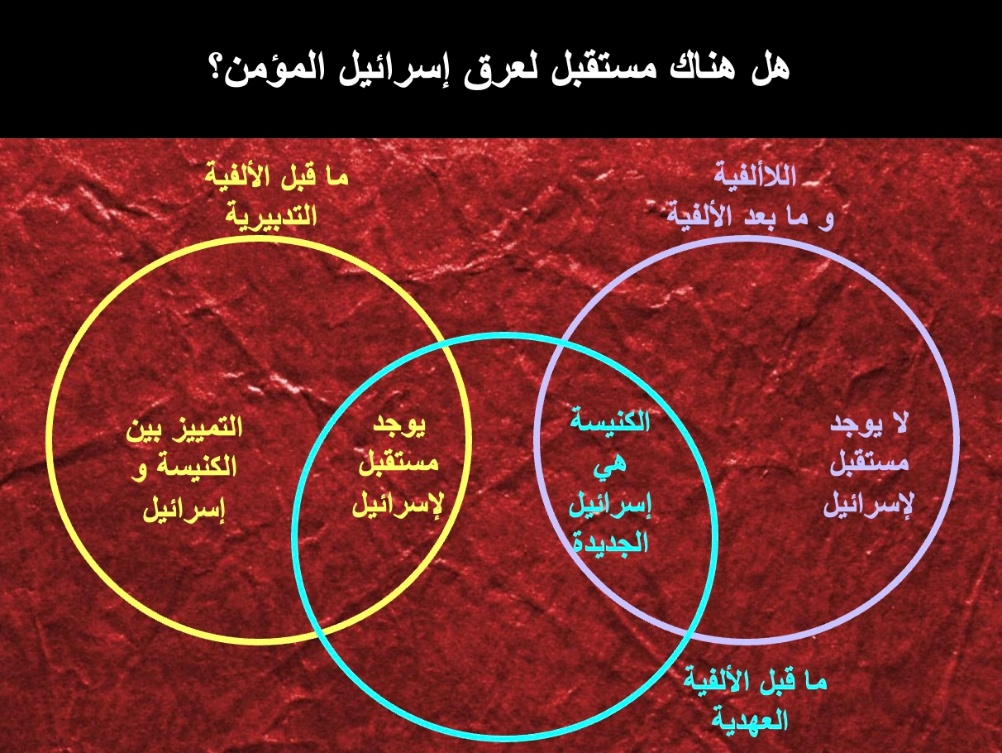 هل هناك مستقبل لعرق إسرائيل المؤمن؟
اللاألفية
و ما بعد الألفية
ما قبل الألفية
التدبيرية
لا يوجد
مستقبل
لإسرائيل
الكنيسة
هي
إسرائيل
الجديدة
يوجد
مستقبل
لإسرائيل
التمييز بين
الكنيسة و
إسرائيل
ما قبل الألفية
العهدية